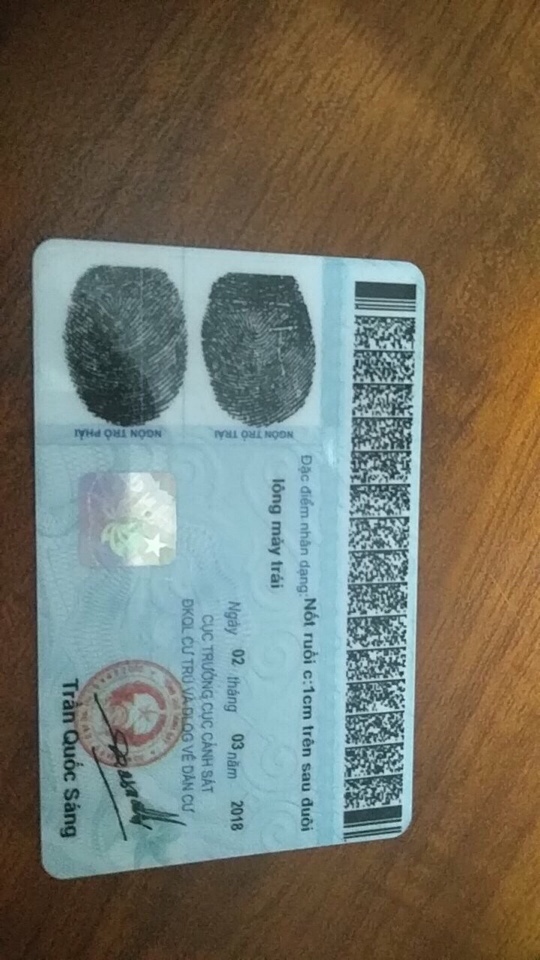 Đặc điểm nhân dạng: Nốt ruồi c:1cm trên sau đuôi
lông mày trái
Ngày 02 tháng 03 năm 2018
CỤC TRƯỞNG CỤC CẢNH SÁT
ĐKQL CƯ TRÚ VÀ DLQG VỀ DÂN CƯ
Trần Quốc Sáng
NGÓN TRỎ TRÁI
NGÓN TRỎ PHẢI